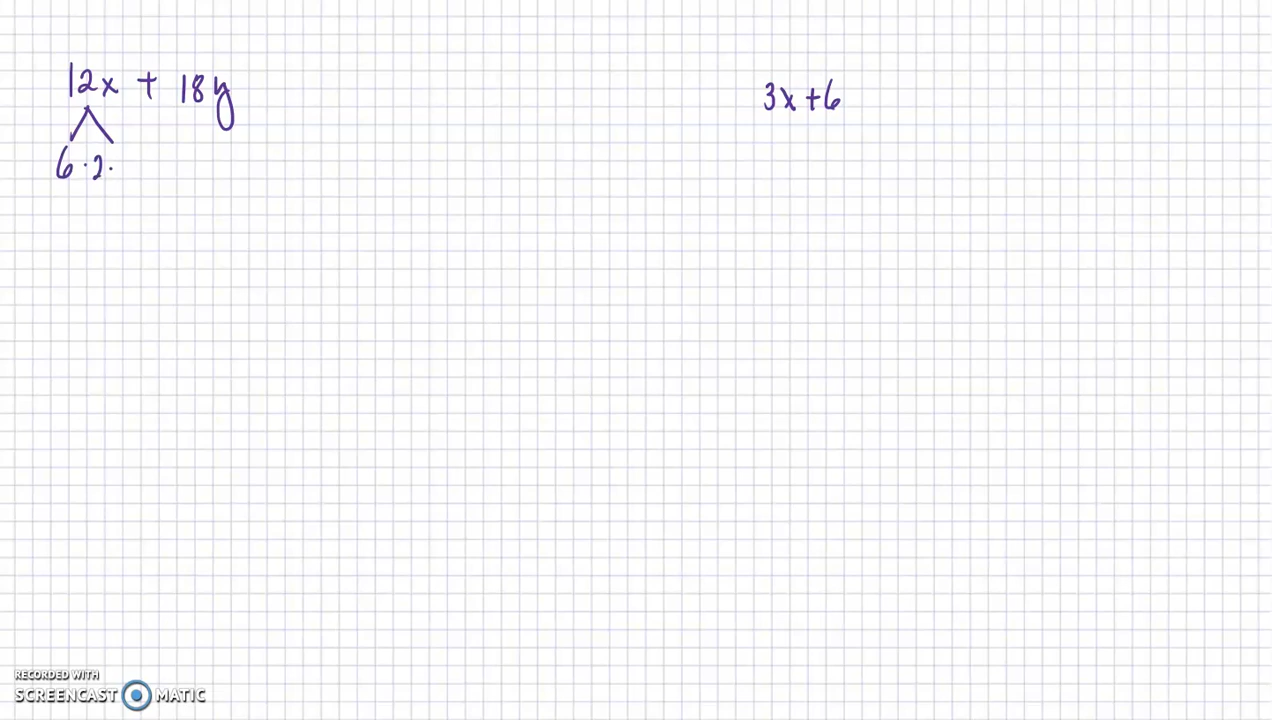 12x + 18y
3x + 6
6 · 2 ·
RECORDED WITH
SCREENCAST MATIC